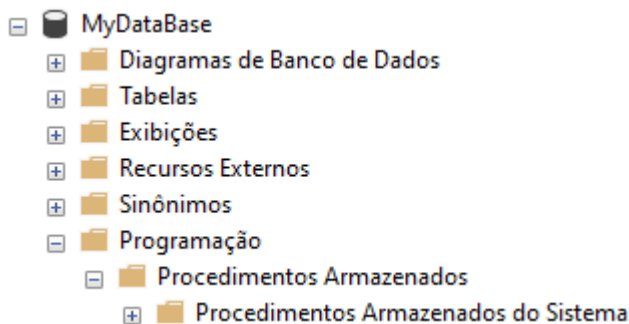 MyDataBase
Diagramas de Banco de Dados
Tabelas
Exibições
Recursos Externos
Sinônimos
Programação
Procedimentos Armazenados
Procedimentos Armazenados do Sistema